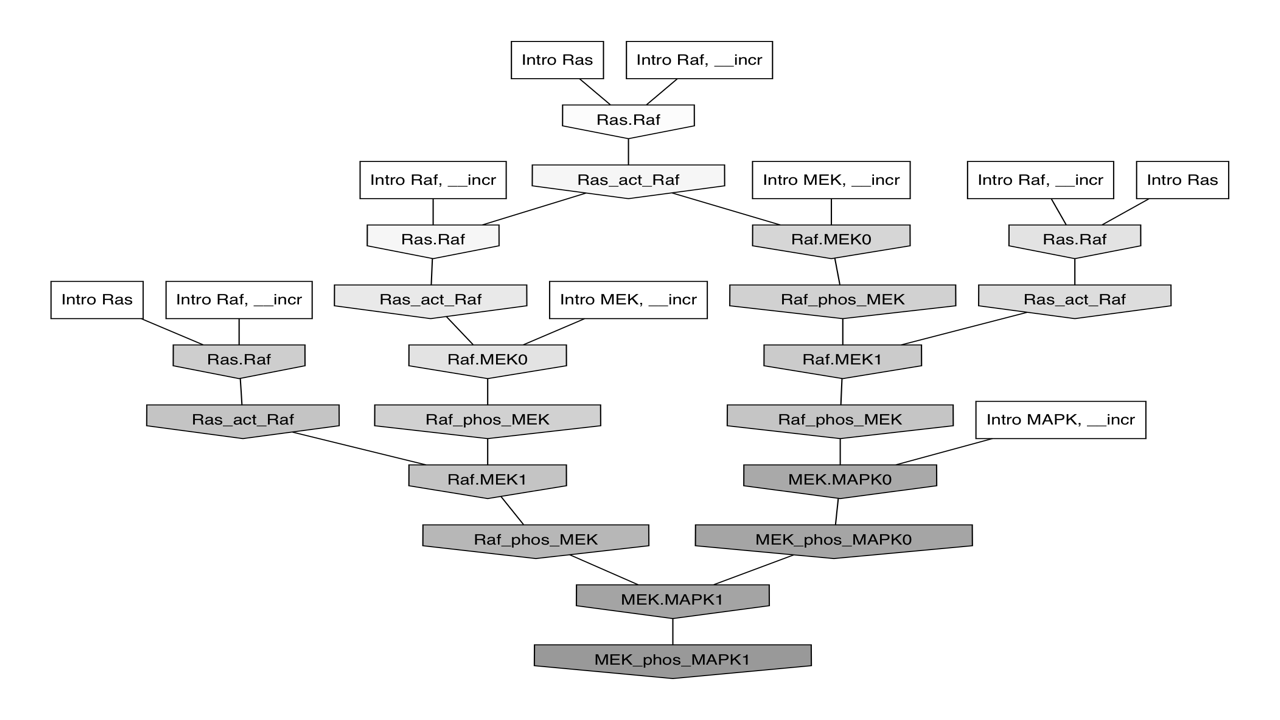 Intro Ras
Intro Raf, __incr
Ras.Raf
Intro Raf, __incr
Ras_act_Raf
Intro MEK, __incr
Intro Raf, __incr
Intro Ras
Ras.Raf
Raf.MEK0
Ras.Raf
Intro Ras
Intro Raf, __incr
Ras_act_Raf
Intro MEK, __incr
Raf_phos_MEK
Ras_act_Raf
Ras.Raf
Raf.MEK0
Raf.MEK1
Ras_act_Raf
Raf_phos_MEK
Raf_phos_MEK
Intro MAPK, __incr
Raf.MEK1
MEK.MAPK0
Raf_phos_MEK
MEK_phos_MAPK0
MEK.MAPK1
MEK_phos_MAPK1